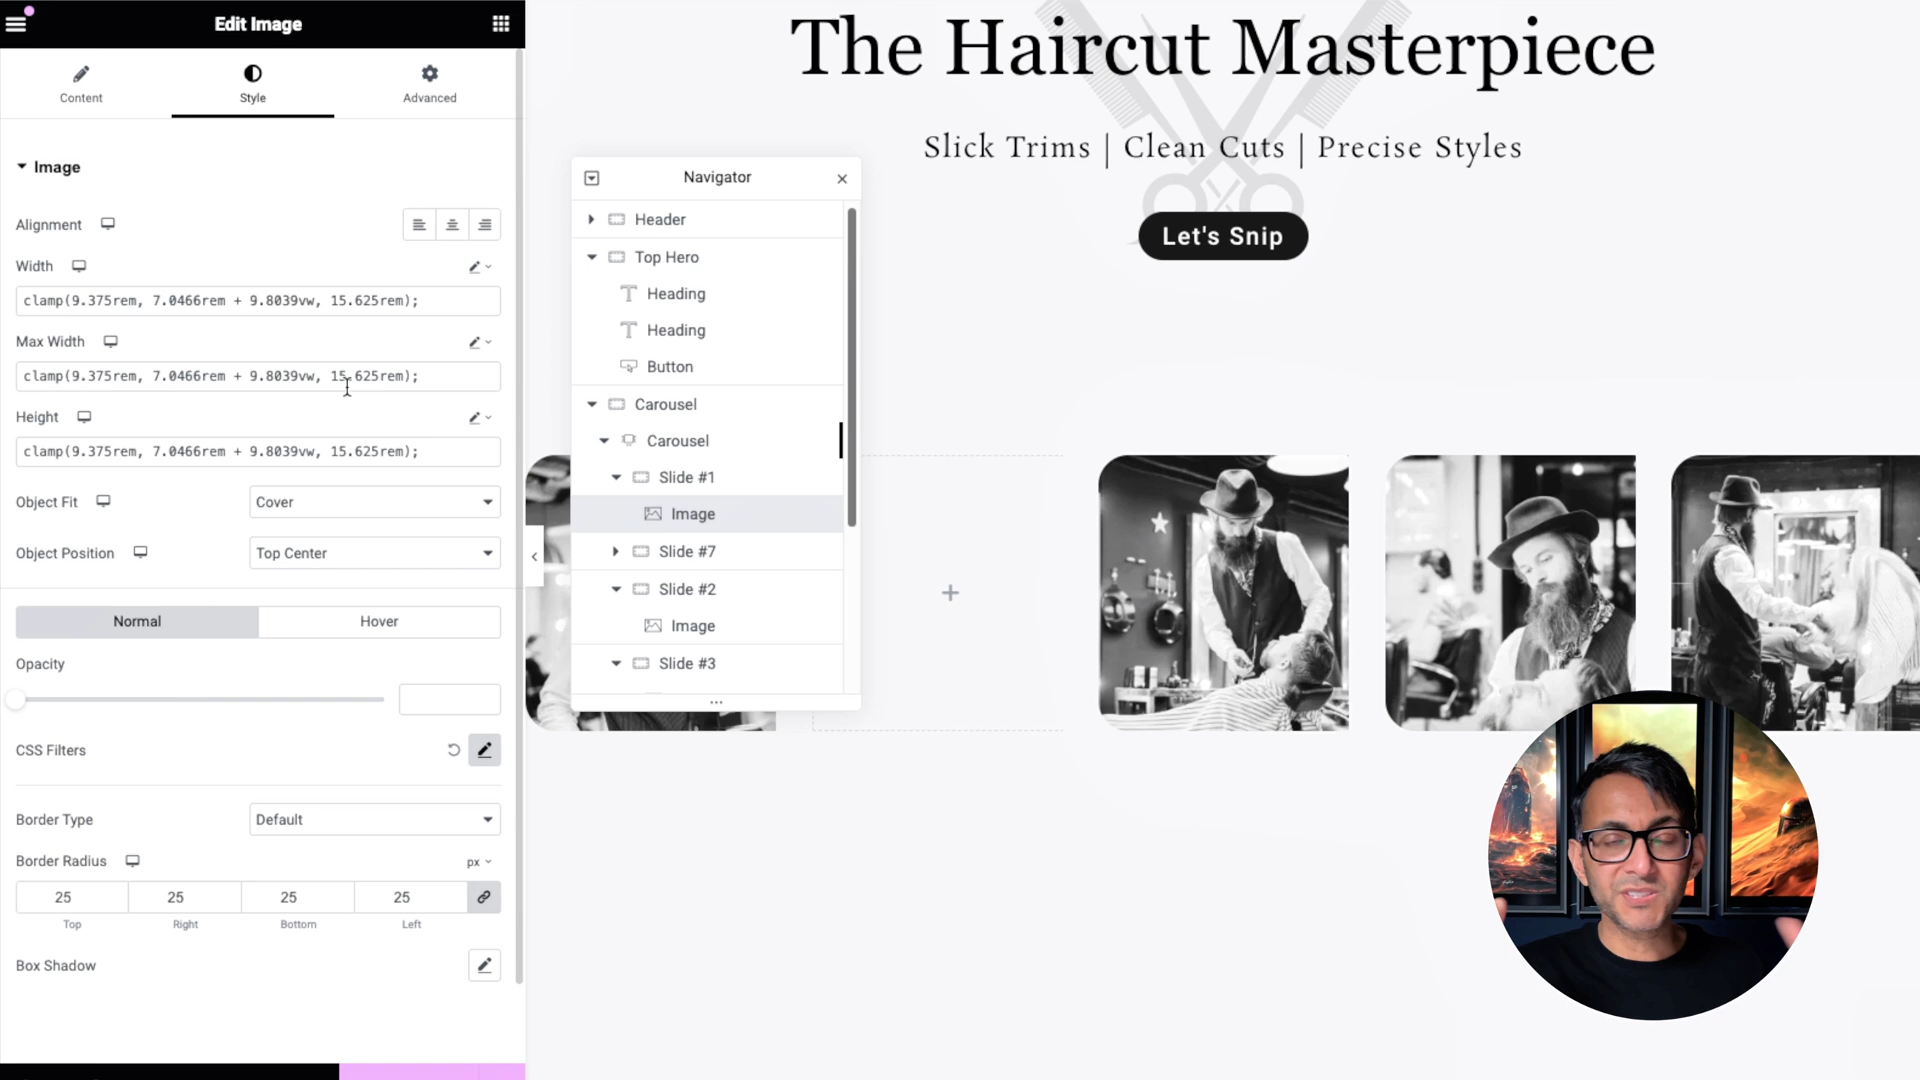 Edit Image
Content
Style
Advanced
Image
Alignment
Width
clamp(9.375rem, 7.0466rem + 9.8039vw, 15.625rem);
Max Width
clamp(9.375rem, 7.0466rem + 9.8039vw, 15.625rem);
Height
clamp(9.375rem, 7.0466rem + 9.8039vw, 15.625rem);
Object Fit
Cover
Object Position
Top Center
Normal
Hover
Opacity
CSS Filters
Border Type
Default
Border Radius
px
25 25 25 25
Top Right Bottom Left
Box Shadow
Navigator
Header
Top Hero
Heading
Heading
Button
Carousel
Carousel
Slide #1
Image
Slide #7
Slide #2
Image
Slide #3
The Haircut Masterpiece
Slick Trims | Clean Cuts | Precise Styles
Let's Snip